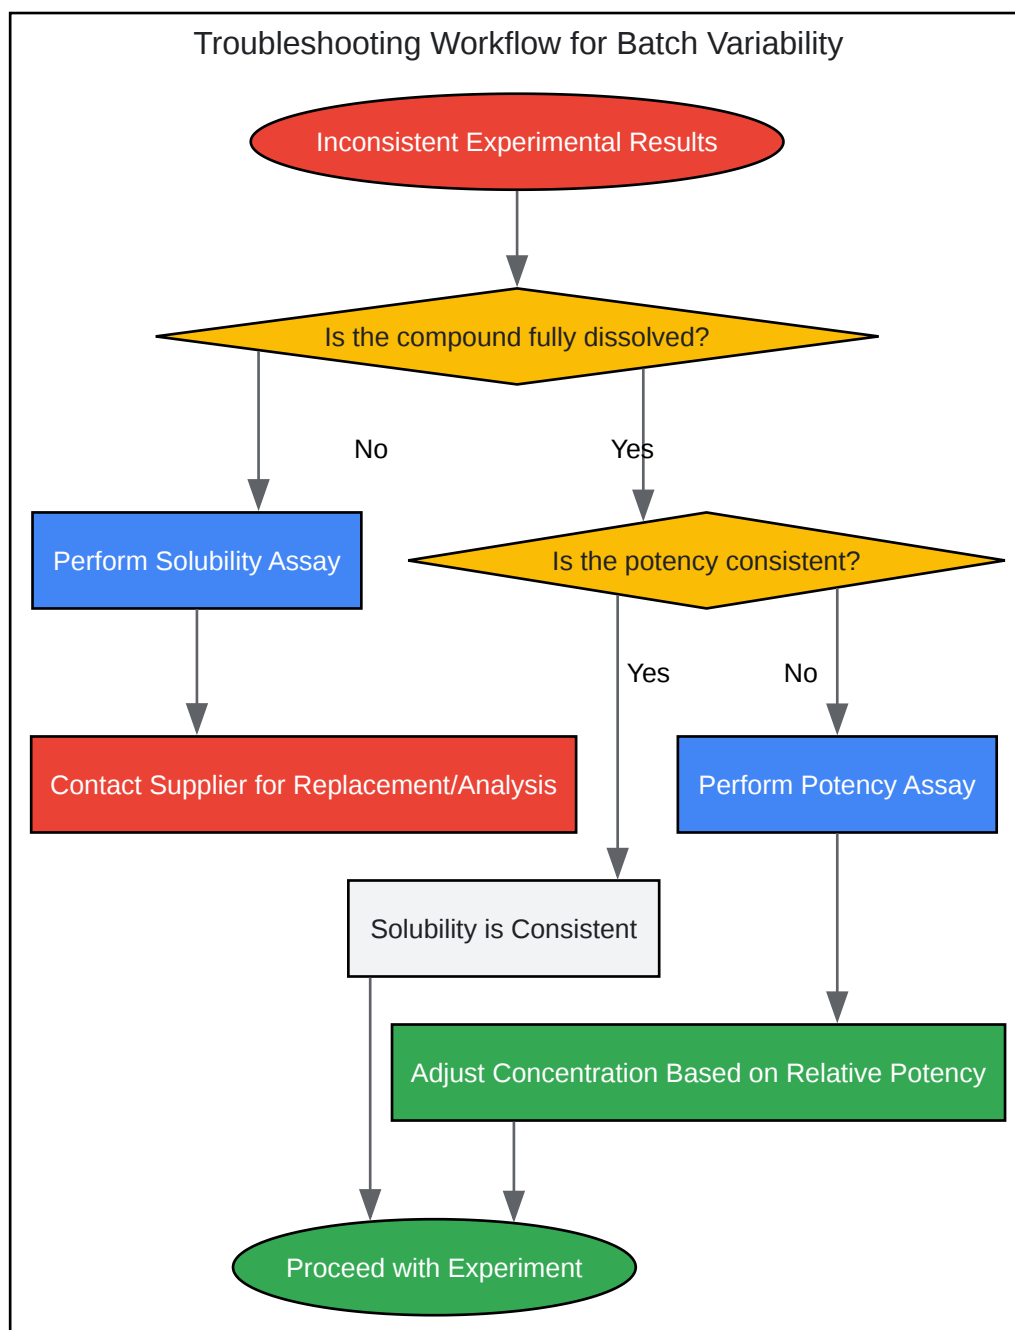 Troubleshooting Workflow for Batch Variability
Inconsistent Experimental Results
Is the compound fully dissolved?
No
Yes
Perform Solubility Assay
Is the potency consistent?
Yes
No
Contact Supplier for Replacement/Analysis
Perform Potency Assay
Solubility is Consistent
Adjust Concentration Based on Relative Potency
Proceed with Experiment